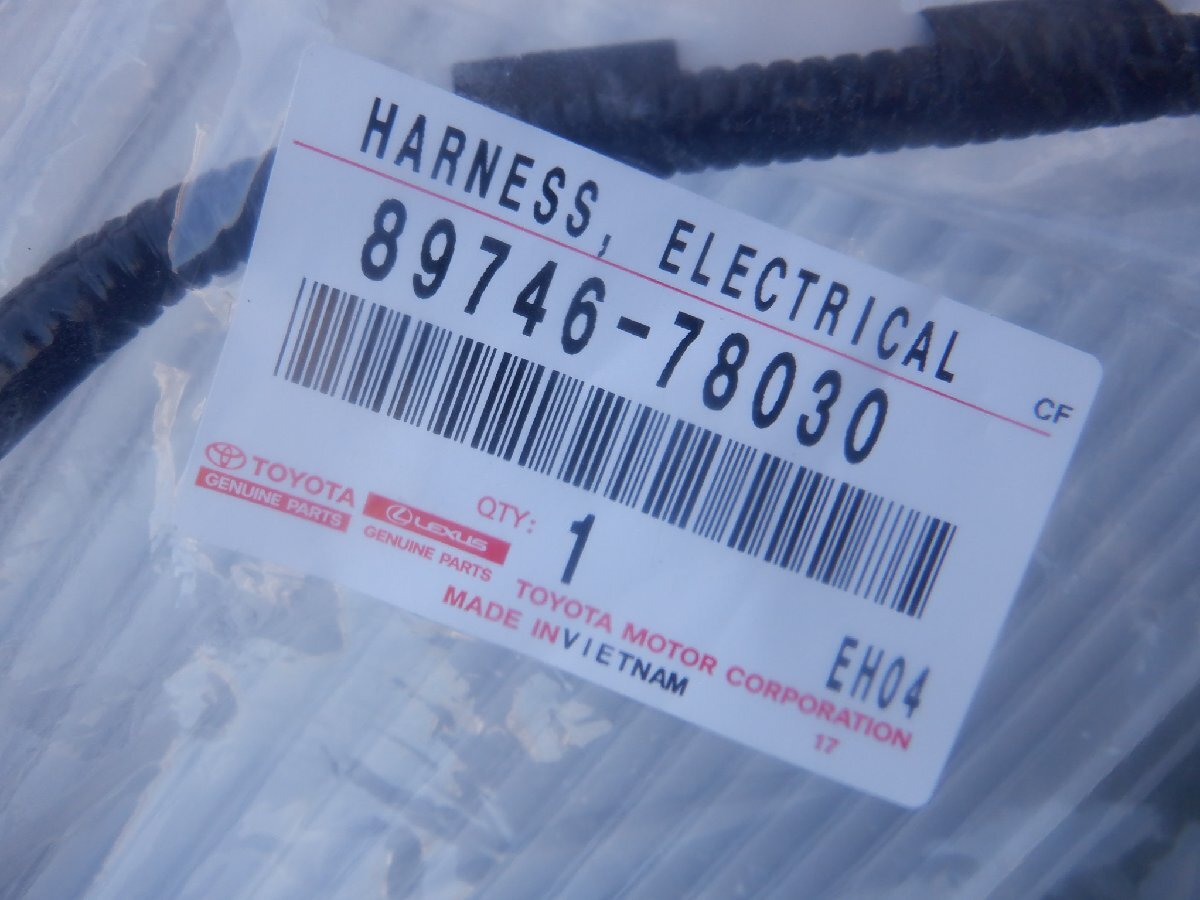 HARNESS, ELECTRICAL
CF
89746-78030
TOYOTA
GENUINE PARTS
LEXUS
GENUINE PARTS
QTY: 1
TOYOTA MOTOR CORPORATION
MADE INVIETNAM
EH04
17